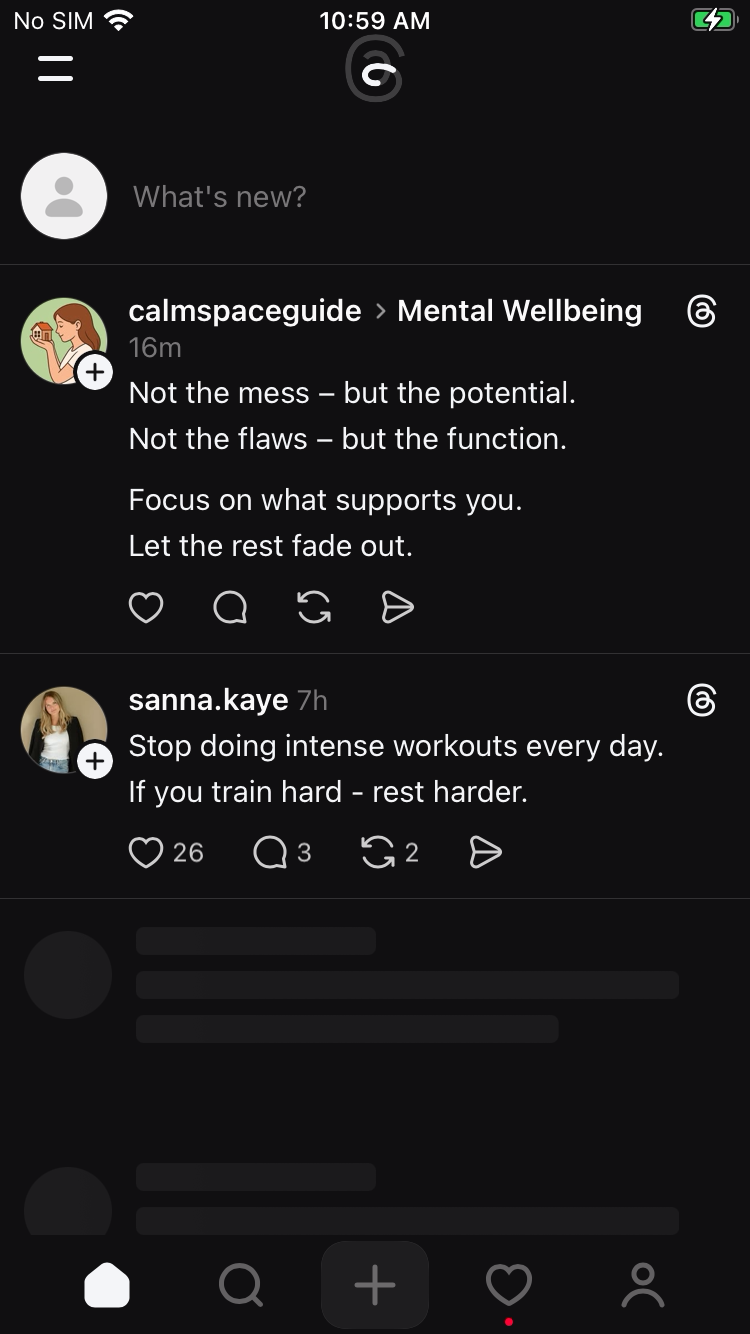 No SIM 10:59 AM
What's new?
calmspaceguide > Mental Wellbeing
16m
Not the mess – but the potential.
Not the flaws – but the function.
Focus on what supports you.
Let the rest fade out.
sanna.kaye 7h
Stop doing intense workouts every day.
If you train hard - rest harder.
26 3 2